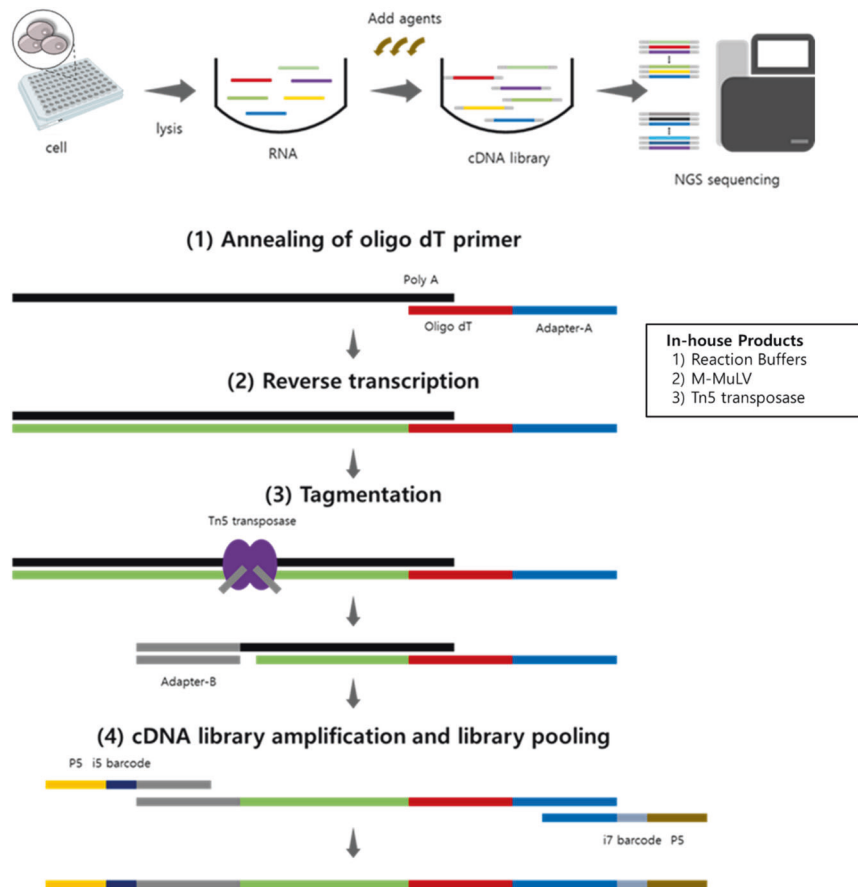 Add agents
lysis
cell
RNA
cDNA library
NGS sequencing
(1) Annealing of oligo dT primer
Poly A
Oligo dT
Adapter-A
In-house Products
1) Reaction Buffers
2) M-MuLV
3) Tn5 transposase
(2) Reverse transcription
(3) Tagmentation
Tn5 transposase
Adapter-B
(4) cDNA library amplification and library pooling
P5 i5 barcode
i7 barcode P5